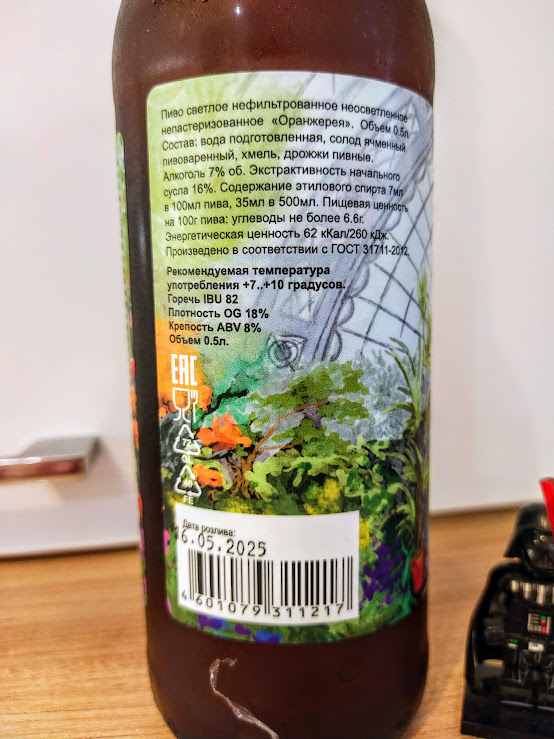 Пиво светлое нефильтрованное неосветленное
непастеризованное «Оранжерея». Объем 0.5л.
Состав: вода подготовленная, солод ячменный
пивоваренный, хмель, дрожжи пивные.
Алкоголь 7% об. Экстрактивность начального
сусла 16%. Содержание этилового спирта 7мл
в 100мл пива, 35мл в 500мл. Пищевая ценность
на 100г пива: углеводы не более 6.6г.
Энергетическая ценность 62 кКал/260 кДж.
Произведено в соответствии с ГОСТ 31711-2012
Рекомендуемая температура
употребления +7..+10 градусов.
Горечь IBU 82
Плотность OG 18%
Крепость ABV 8%
Объем 0.5л.
EAC
FE
Дата розлива:
6.05.2025
4 601079 311217